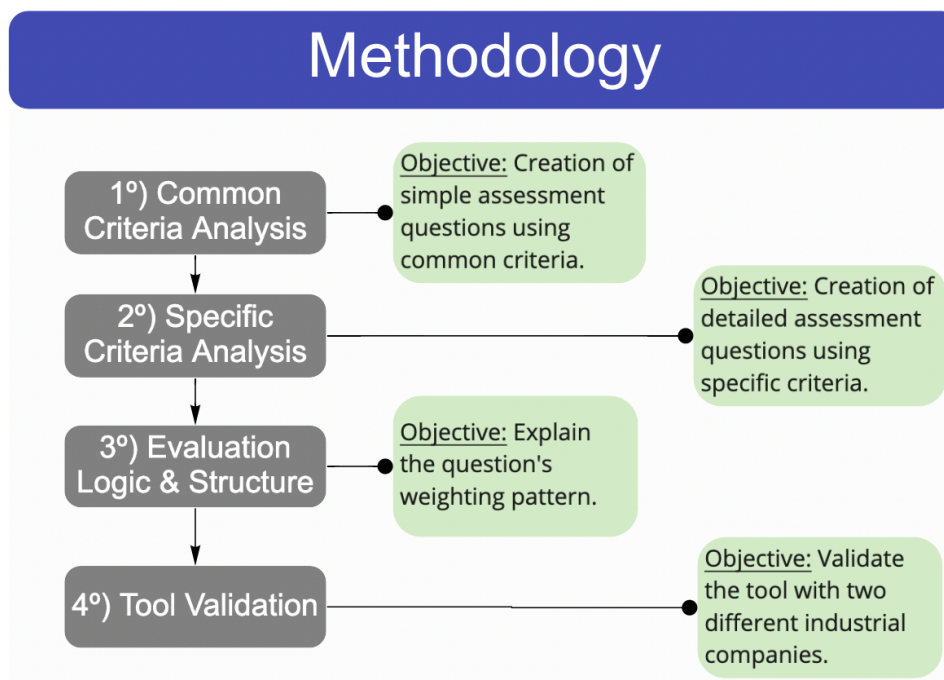 Methodology
1º) Common
Criteria Analysis
Objective: Creation of
simple assessment
questions using
common criteria.
2º) Specific
Criteria Analysis
Objective: Creation of
detailed assessment
questions using
specific criteria.
3º) Evaluation
Logic & Structure
Objective: Explain
the question's
weighting pattern.
4º) Tool Validation
Objective: Validate
the tool with two
different industrial
companies.